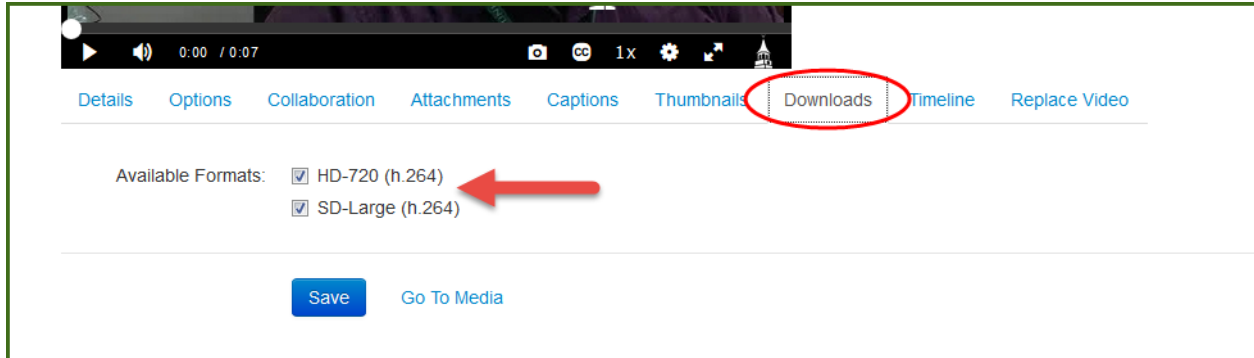 0:00 / 0:07 CC 1x
Details Options Collaboration Attachments Captions Thumbnails Downloads Timeline Replace Video
Available Formats: HD-720 (h.264)
SD-Large (h.264)
Save Go To Media